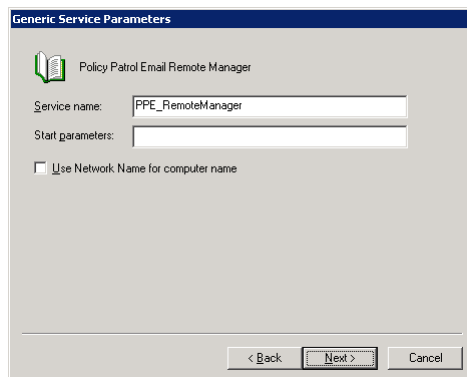 Generic Service Parameters
Policy Patrol Email Remote Manager
Service name: PPE_RemoteManager
Start parameters:
Use Network Name for computer name
< Back Next > Cancel